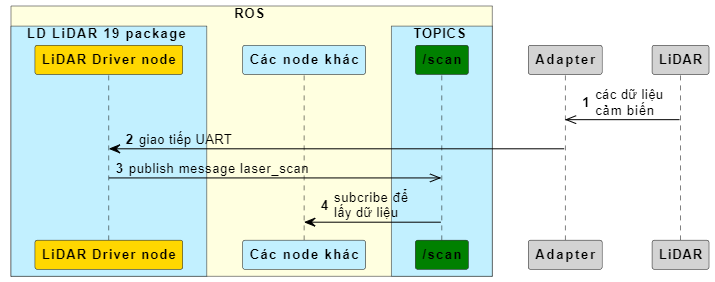 ROS
LD LiDAR 19 package
TOPICS
LiDAR Driver node
Các node khác
/scan
Adapter
LiDAR
1 các dữ liệu
cảm biến
2 giao tiếp UART
3 publish message laser_scan
4 subcribe để
lấy dữ liệu
LiDAR Driver node
Các node khác
/scan
Adapter
LiDAR